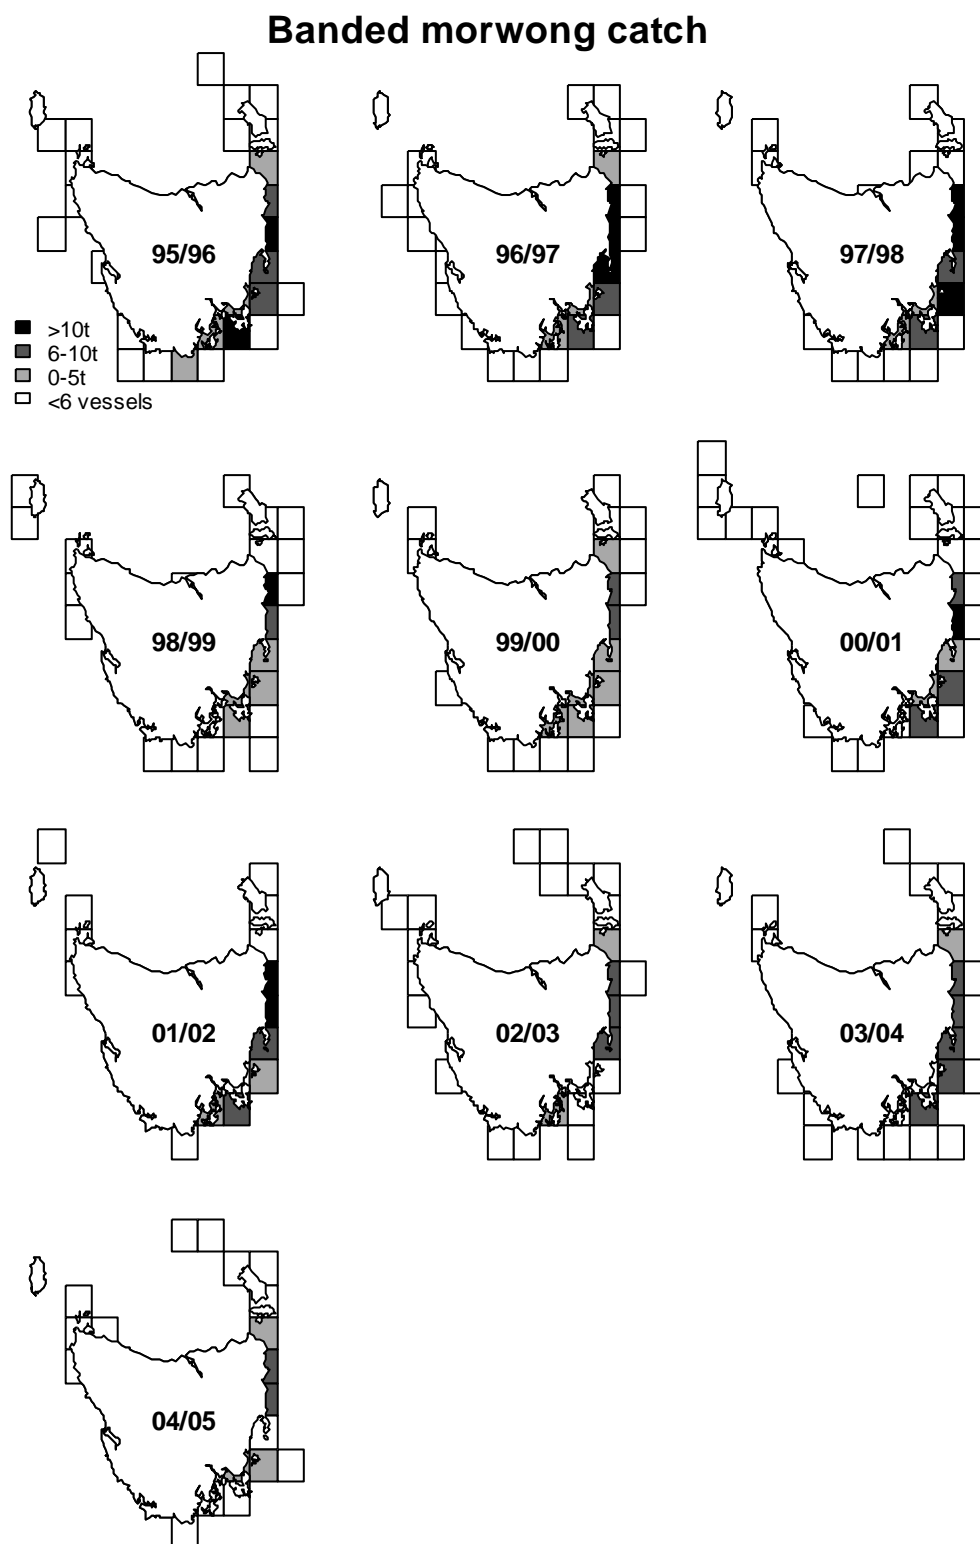 Banded morwong catch
95/96
96/97
97/98
>10t
6-10t
0-5t
<6 vessels
98/99
99/00
00/01
01/02
02/03
03/04
04/05